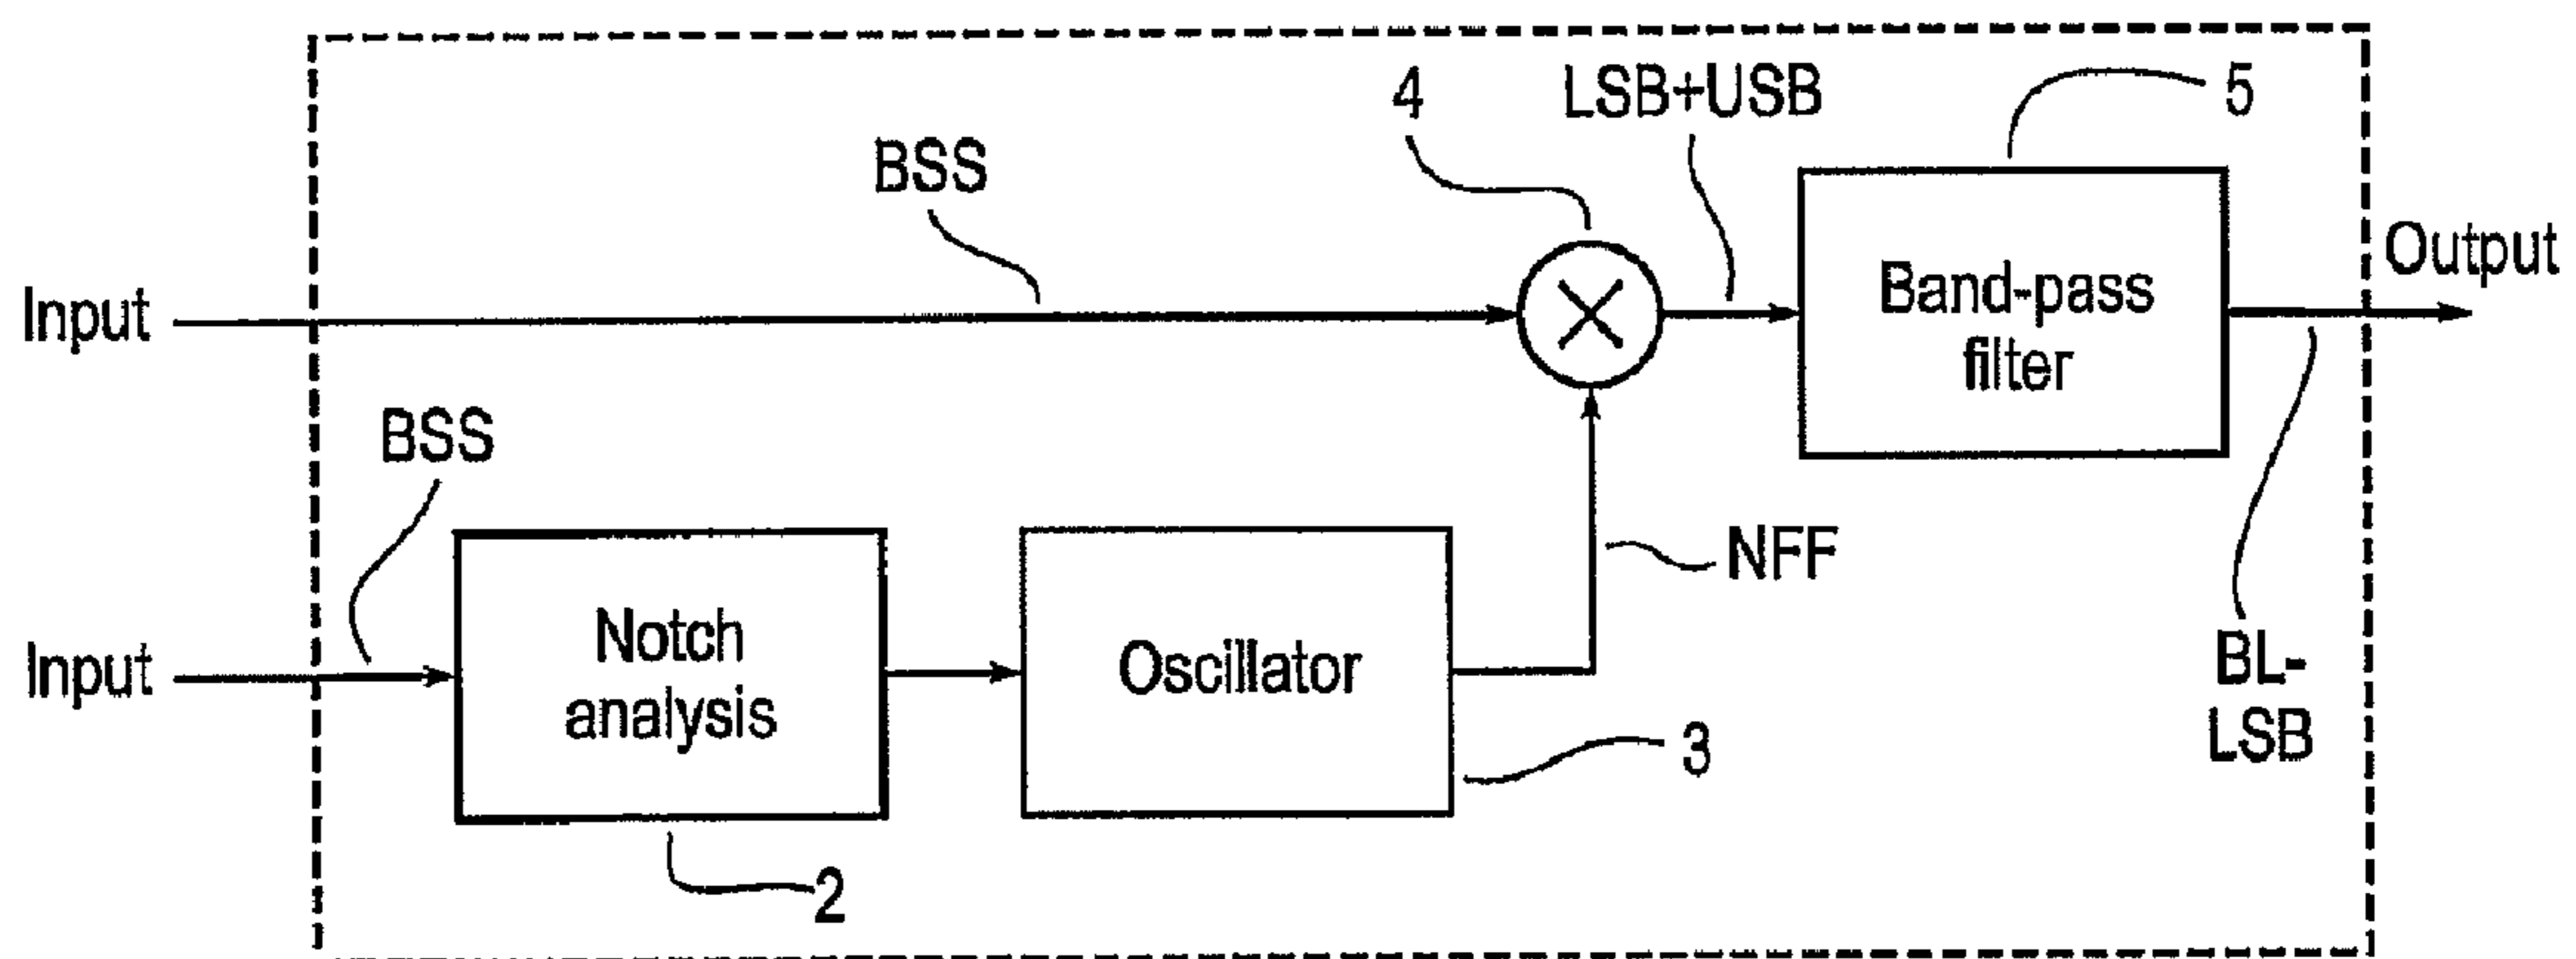 4
LSB+USB
5
BSS
Input
Band-pass
filter
Output
BSS
NFF
Input
Notch
analysis
Oscillator
3
BL-
LSB
2